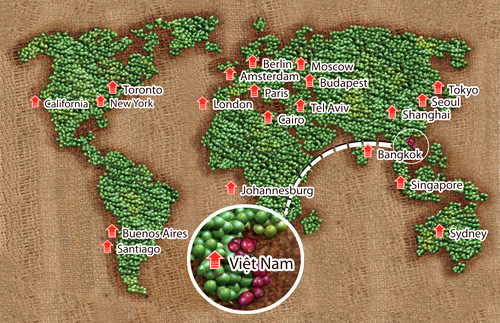 Berlin
Moscow
Amsterdam
Budapest
Toronto
Paris
Tokyo
California
New York
London
Tel Aviv
Seoul
Cairo
Shanghai
Bangkok
Johannesburg
Singapore
Buenos Aires
Sydney
Santiago
Việt Nam